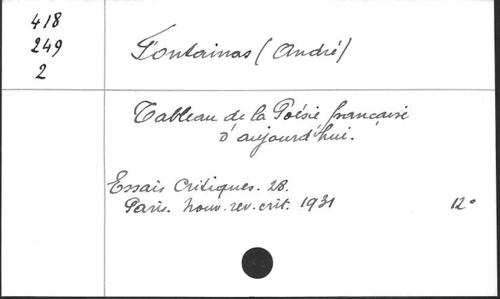 418
249
2
Fontainas (André)
Tableau de la Poésie française
d'aujourd'hui.
Essais Critiques. 28.
Paris. Nouv. rev. crit. 1931 12°